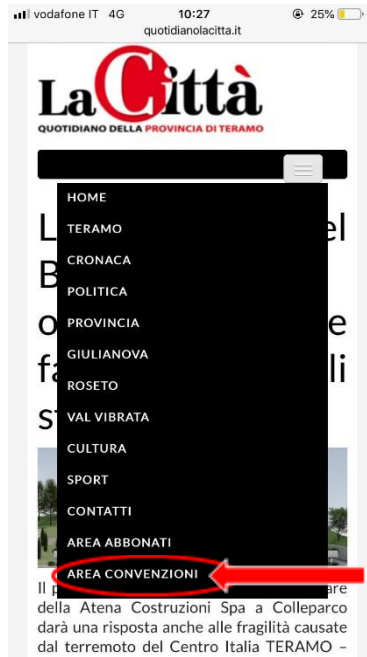 vodafone IT 4G 10:27 25%
quotidianolacitta.it
La Città
QUOTIDIANO DELLA PROVINCIA DI TERAMO
HOME
TERAMO
CRONACA
POLITICA
PROVINCIA
GIULIANOVA
ROSETO
VAL VIBRATA
CULTURA
SPORT
CONTATTI
AREA ABBONATI
AREA CONVENZIONI
della Atena Costruzioni Spa a Colleparco
darà una risposta anche alle fragilità causate
dal terremoto del Centro Italia TERAMO –